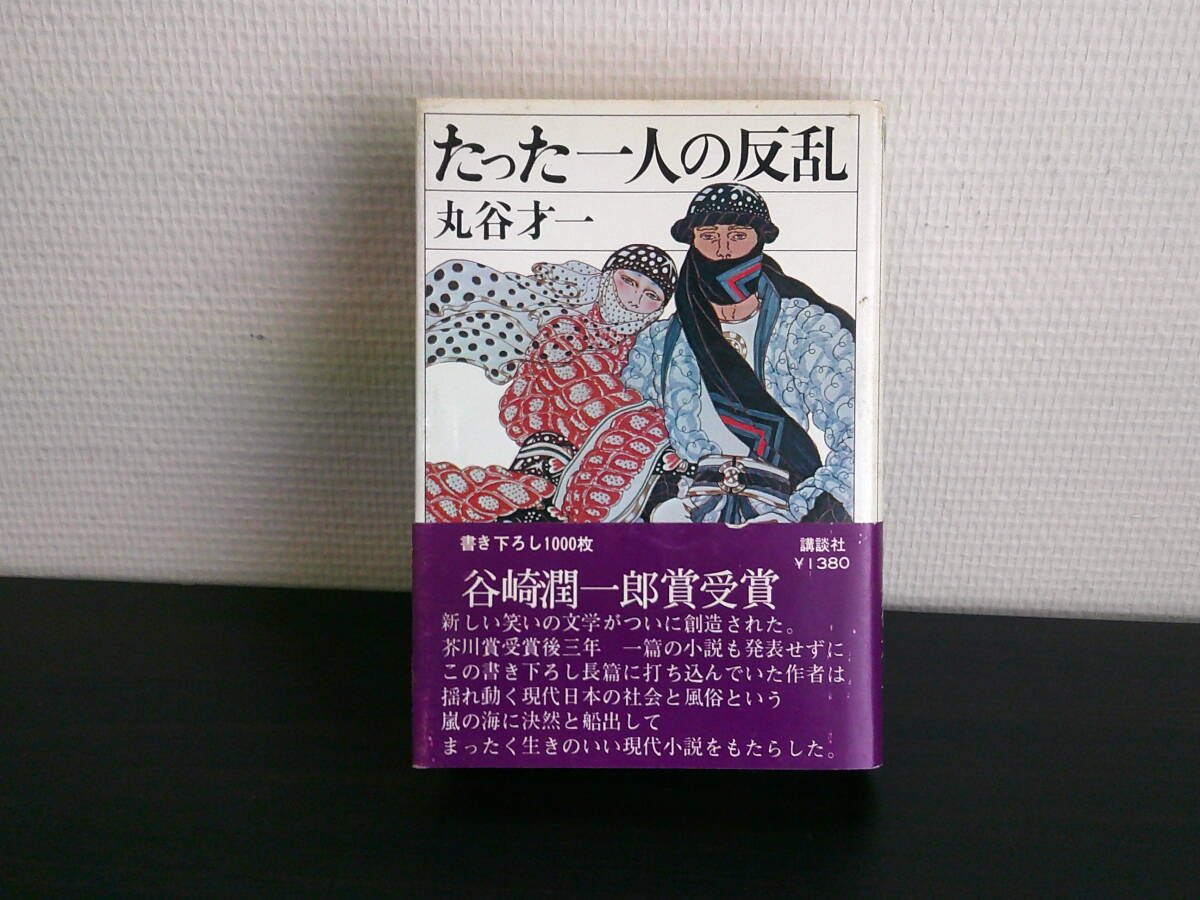 たった一人の反乱
丸谷才一
書き下ろし1000枚
講談社
¥1380
谷崎潤一郎賞受賞
新しい笑いの文学がついに創造された。
芥川賞受賞後三年　一篇の小説も発表せずに
この書き下ろし長篇に打ち込んでいた作者は
揺れ動く現代日本の社会と風俗という
嵐の海に決然と船出して
まったく生きのいい現代小説をもたらした。